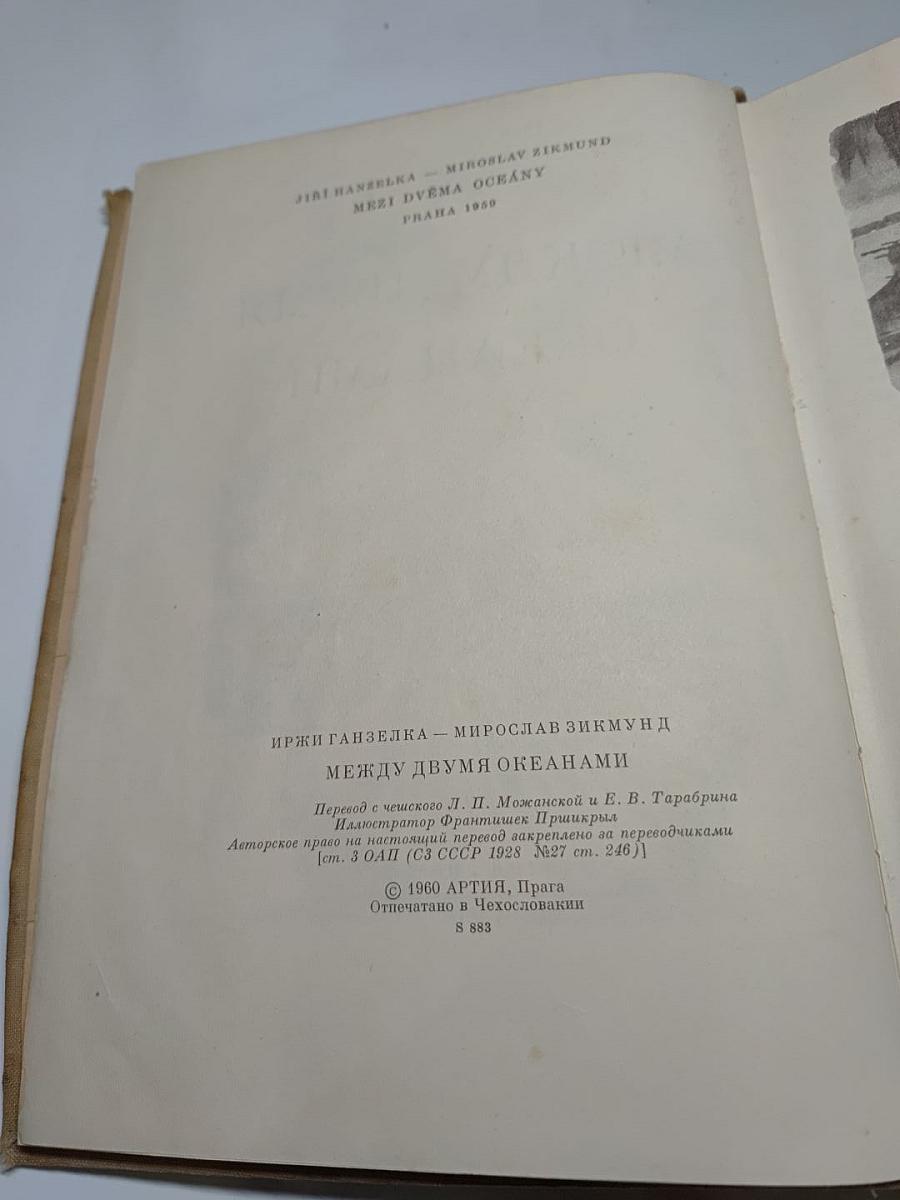 JIŘÍ HANZELKA — MIROSLAV ZIKMUND
MEZI DVĚMA OCEÁNY
PRAHA 1959
ИРЖИ ГАНЗЕЛКА — МИРОСЛАВ ЗИКМУНД
МЕЖДУ ДВУМЯ ОКЕАНАМИ
Перевод с чешского Л. П. Можанской и Е. В. Тарабрина
Иллюстратор Франтишек Пршикрыл
Авторское право на настоящий перевод закреплено за переводчиками
[ст. 3 ОАП (СЗ СССР 1928 №27 ст. 246)]
© 1960 АРТИЯ, Прага
Отпечатано в Чехословакии
S 883